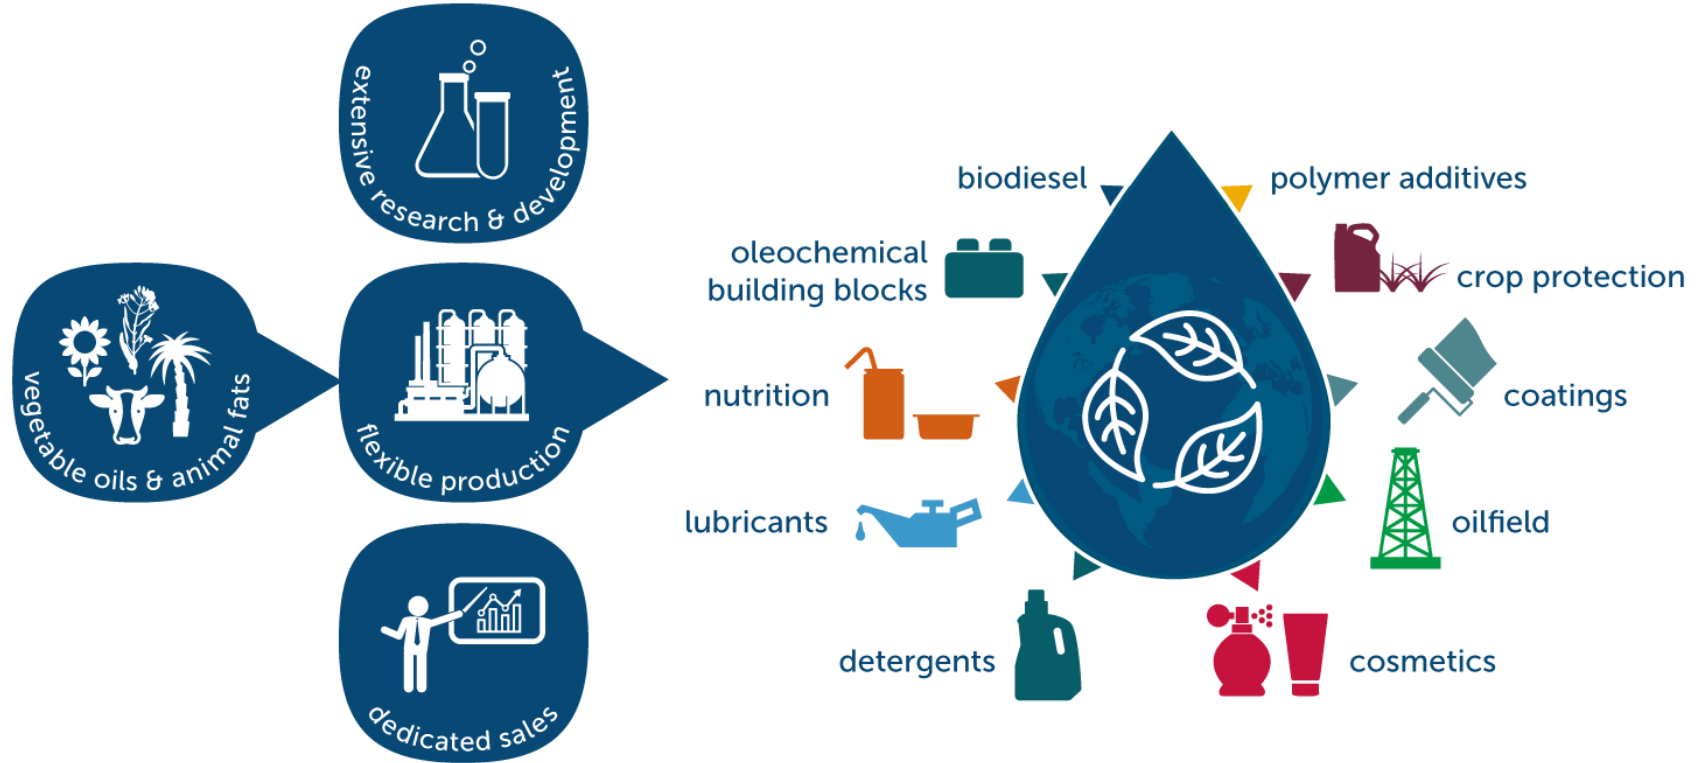 extensive research & development
vegetable oils & animal fats
flexible production
dedicated sales
biodiesel
oleochemical
building blocks
nutrition
lubricants
detergents
polymer additives
crop protection
coatings
oilfield
cosmetics